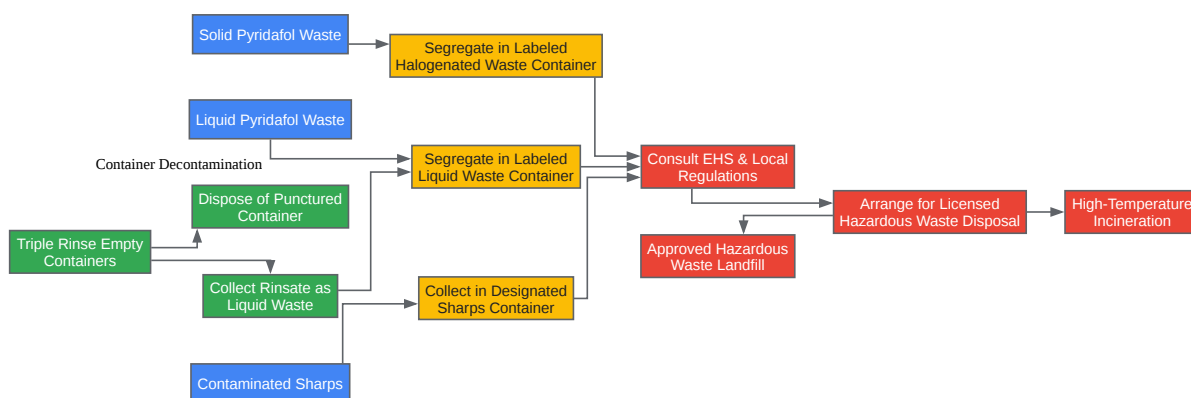 Solid Pyridafol Waste
Segregate in Labeled
Halogenated Waste Container
Liquid Pyridafol Waste
Container Decontamination
Segregate in Labeled
Liquid Waste Container
Consult EHS & Local
Regulations
Dispose of Punctured
Container
Arrange for Licensed
Hazardous Waste Disposal
High-Temperature
Incineration
Triple Rinse Empty
Containers
Approved Hazardous
Waste Landfill
Collect Rinsate as
Liquid Waste
Collect in Designated
Sharps Container
Contaminated Sharps